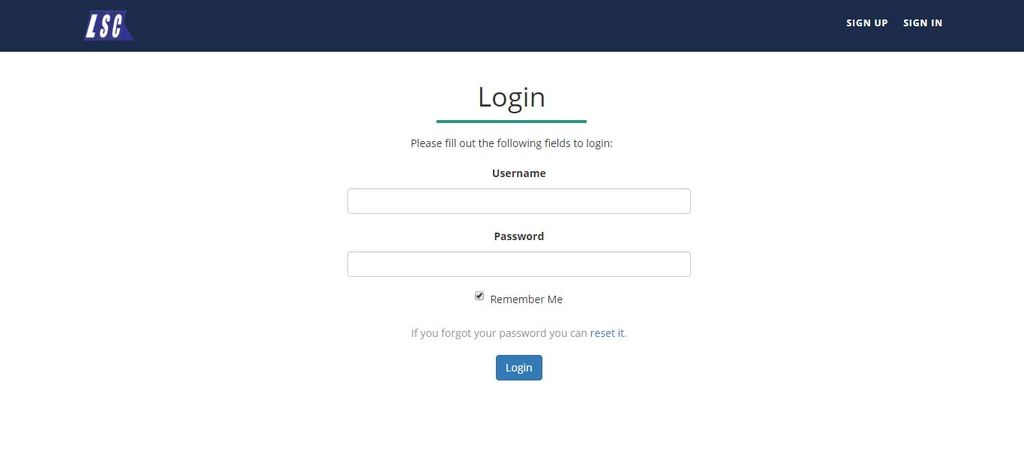 LSC
SIGN UP SIGN IN
Login
Please fill out the following fields to login:
Username
Password
Remember Me
If you forgot your password you can reset it.
Login